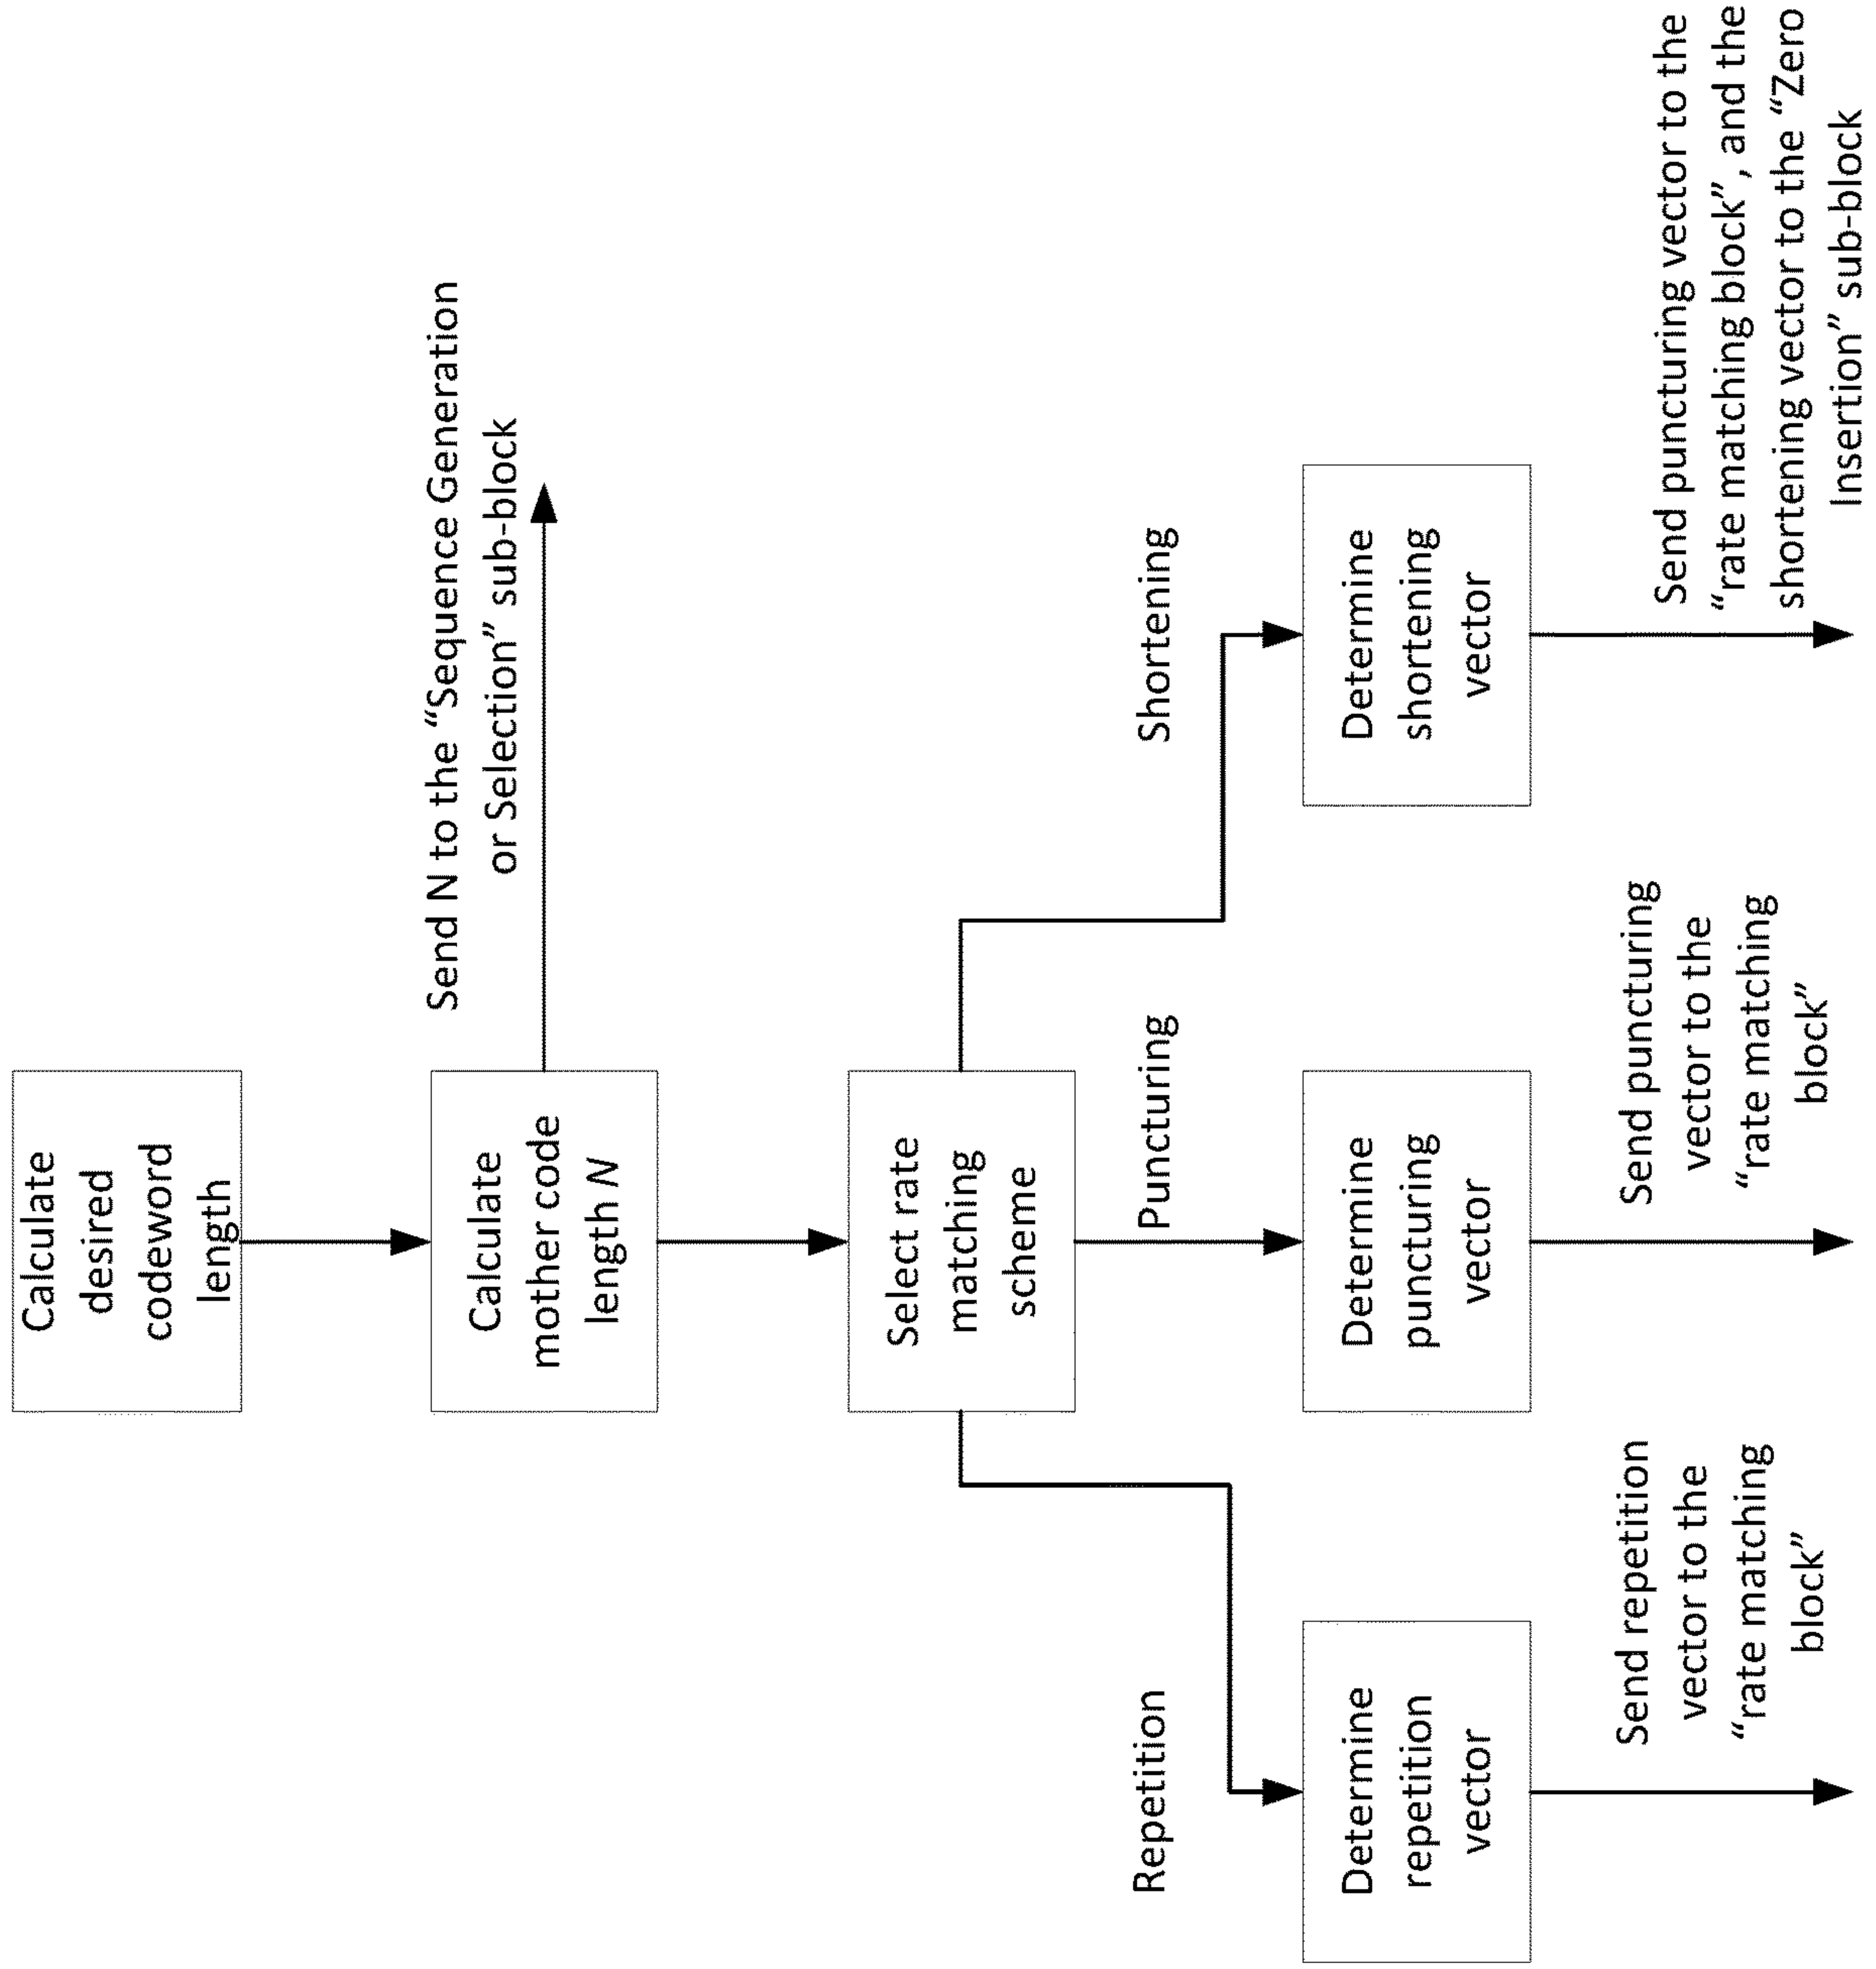 Calculate
desired
codeword
length
Send N to the “Sequence Generation
or Selection” sub-block
Calculate
mother code
length N
Select rate
matching
scheme
Repetition
Puncturing
Shortening
Determine
repetition
vector
Determine
puncturing
vector
Determine
shortening
vector
Send repetition
vector to the
“rate matching
block”
Send puncturing
vector to the
“rate matching
block”
Send puncturing vector to the
“rate matching block”, and the
shortening vector to the “Zero
Insertion” sub-block